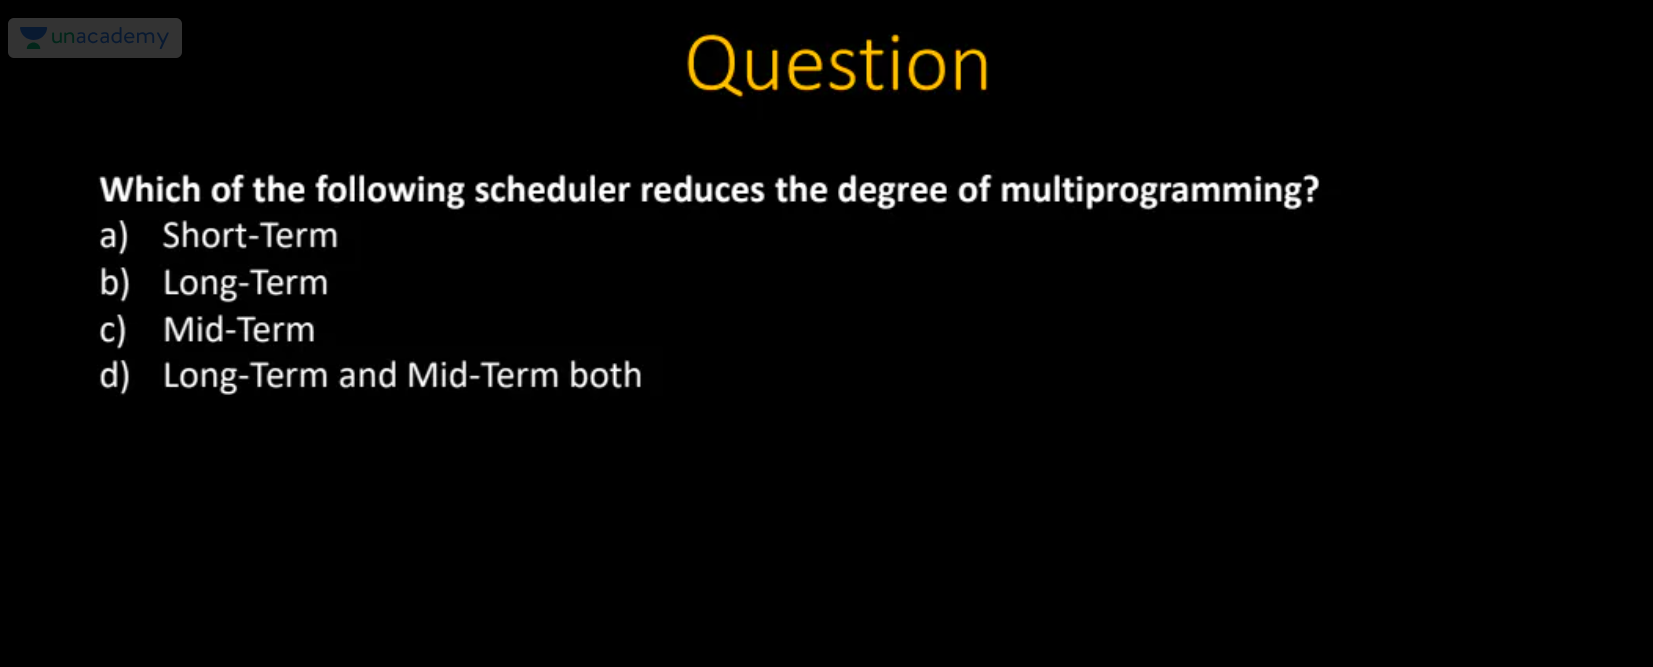 unacademy
Question
Which of the following scheduler reduces the degree of multiprogramming?
a) Short-Term
b) Long-Term
c) Mid-Term
d) Long-Term and Mid-Term both